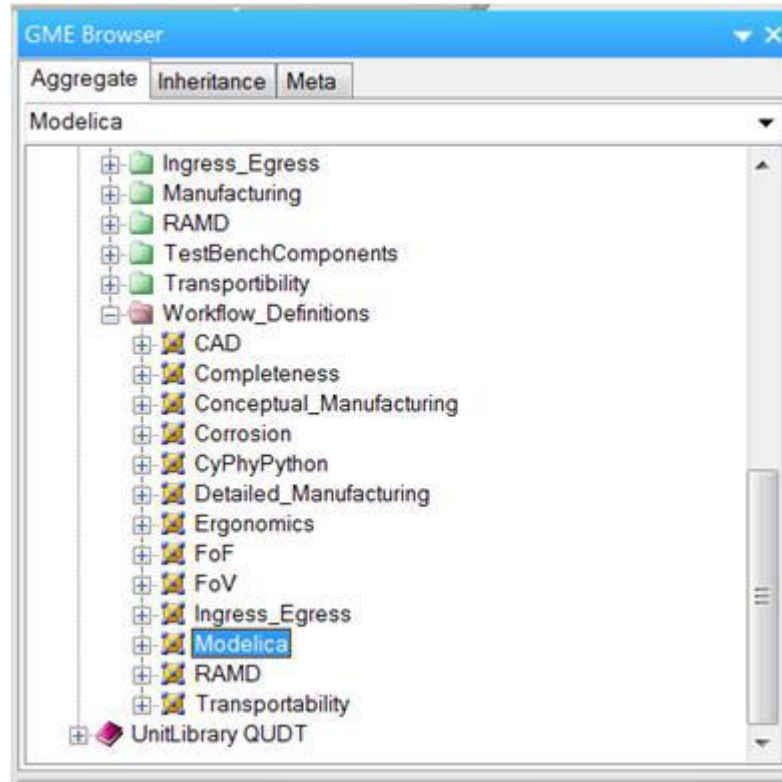 GME Browser
Aggregate Inheritance Meta
Modelica
Ingress_Egress
Manufacturing
RAMD
TestBenchComponents
Transportibility
Workflow_Definitions
CAD
Completeness
Conceptual_Manufacturing
Corrosion
CyPhyPython
Detailed_Manufacturing
Ergonomics
FoF
FoV
Ingress_Egress
Modelica
RAMD
Transportability
UnitLibrary QUDT